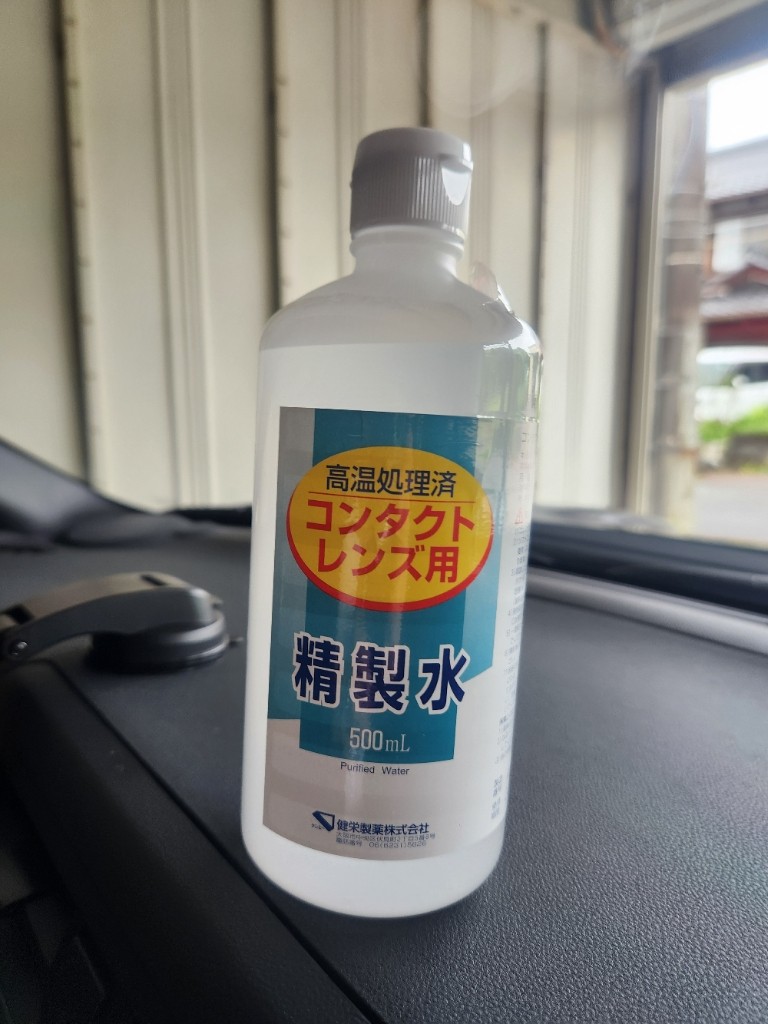 高温処理済
コンタクト
レンズ用
精製水
500mL
Purified Water
健栄製薬株式会社